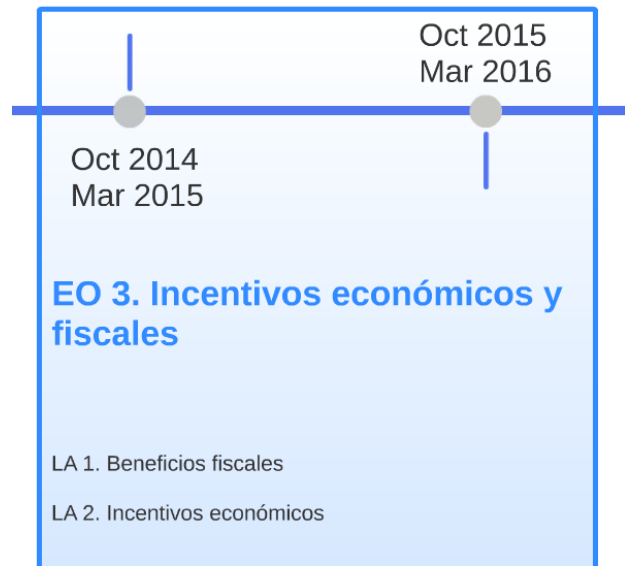 Oct 2015
Mar 2016
Oct 2014
Mar 2015
EO 3. Incentivos económicos y
fiscales
LA 1. Beneficios fiscales
LA 2. Incentivos económicos